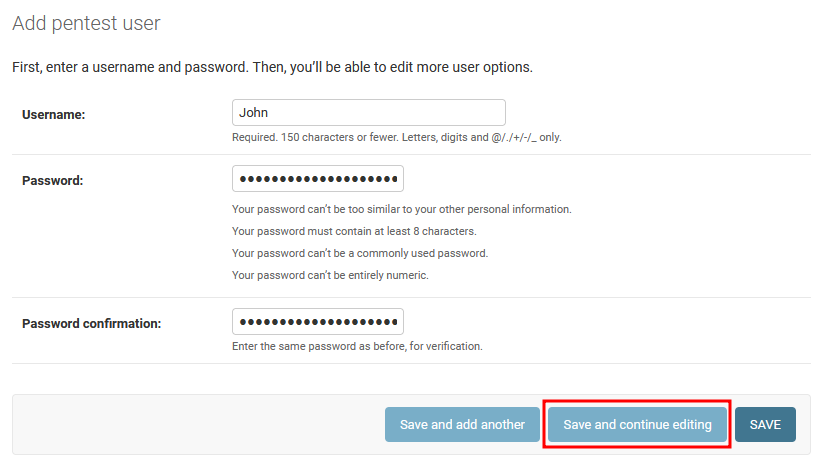 Add pentest user
First, enter a username and password. Then, you’ll be able to edit more user options.
Username:
John
Required. 150 characters or fewer. Letters, digits and @/./+/-/_ only.
Password:
••••••••••••••••••••
Your password can’t be too similar to your other personal information.
Your password must contain at least 8 characters.
Your password can’t be a commonly used password.
Your password can’t be entirely numeric.
Password confirmation:
••••••••••••••••••••
Enter the same password as before, for verification.
Save and add another
Save and continue editing
SAVE